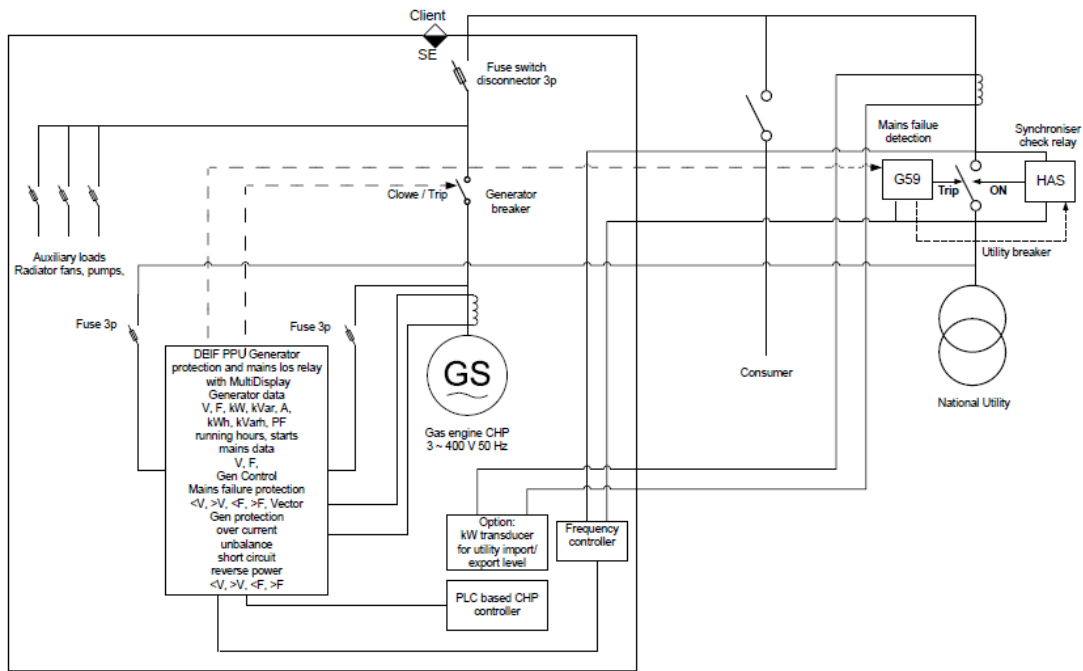 Client
SE
Fuse switch
disconnector 3p
Mains failue
detection
Synchroniser
check relay
G59
Trip
ON
HAS
Utility breaker
Clowe / Trip
Generator
breaker
Auxiliary loads
Radiator fans, pumps,
Fuse 3p
Fuse 3p
DEIF PPU Generator
protection and mains los relay
with MultiDisplay
Generator data
V, F, kW, kVar, A,
kWh, kVarh, PF
running hours, starts
mains data
V, F,
Gen Control
Mains failure protection
<V, >V, <F, >F, Vector
Gen protection
over current
unbalance
short circuit
reverse power
<V, >V, <F, >F
GS
Gas engine CHP
3 ~ 400 V 50 Hz
Consumer
National Utility
Option:
kW transducer
for utility import/
export level
Frequency
controller
PLC based CHP
controller